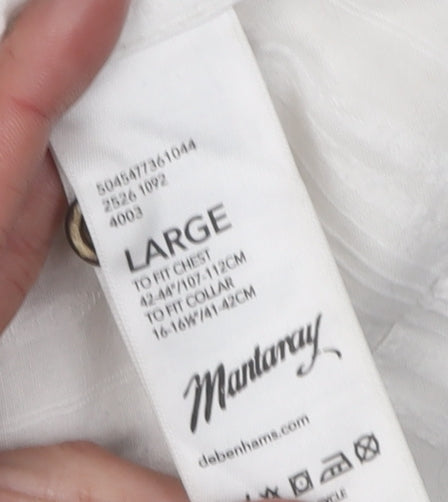 5045477361044
2526 1092
4003
LARGE
TO FIT CHEST
42-44"/107-112CM
TO FIT COLLAR
16-16½"/41-42CM
Mantaray
debenhams.com